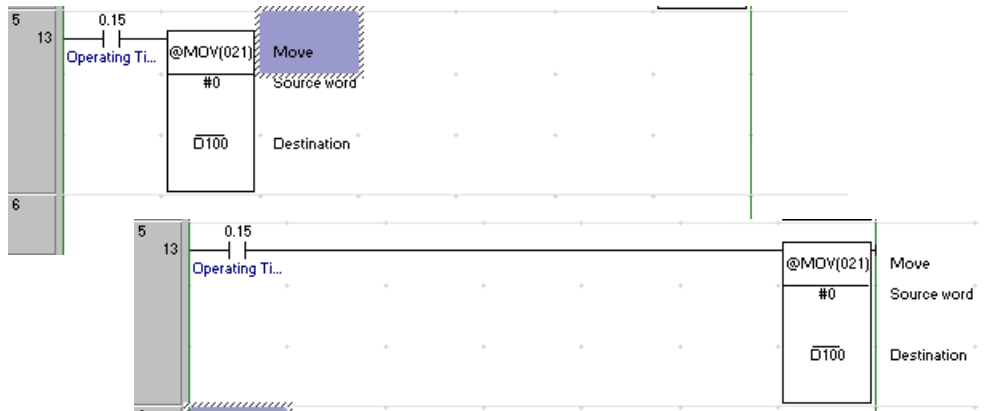 5 0.15
13
Operating Ti...
@MOV(021) Move
#0 Source word
D100 Destination
6
5 0.15
13
Operating Ti...
@MOV(021) Move
#0 Source word
D100 Destination